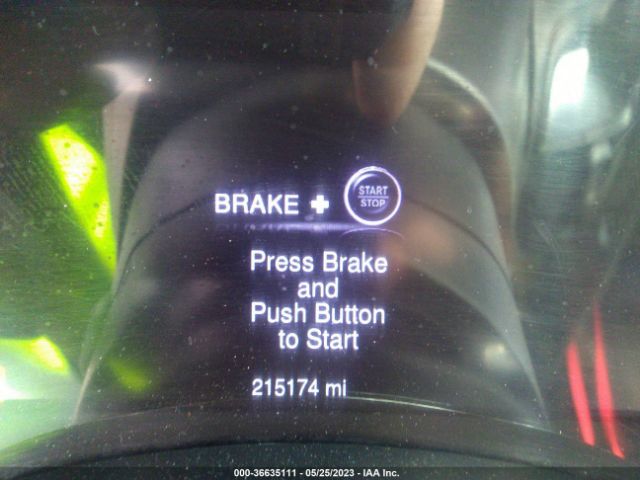 BRAKE + START
STOP
Press Brake
and
Push Button
to Start
215174 mi
000-36635111 - 05/25/2023 - IAA Inc.